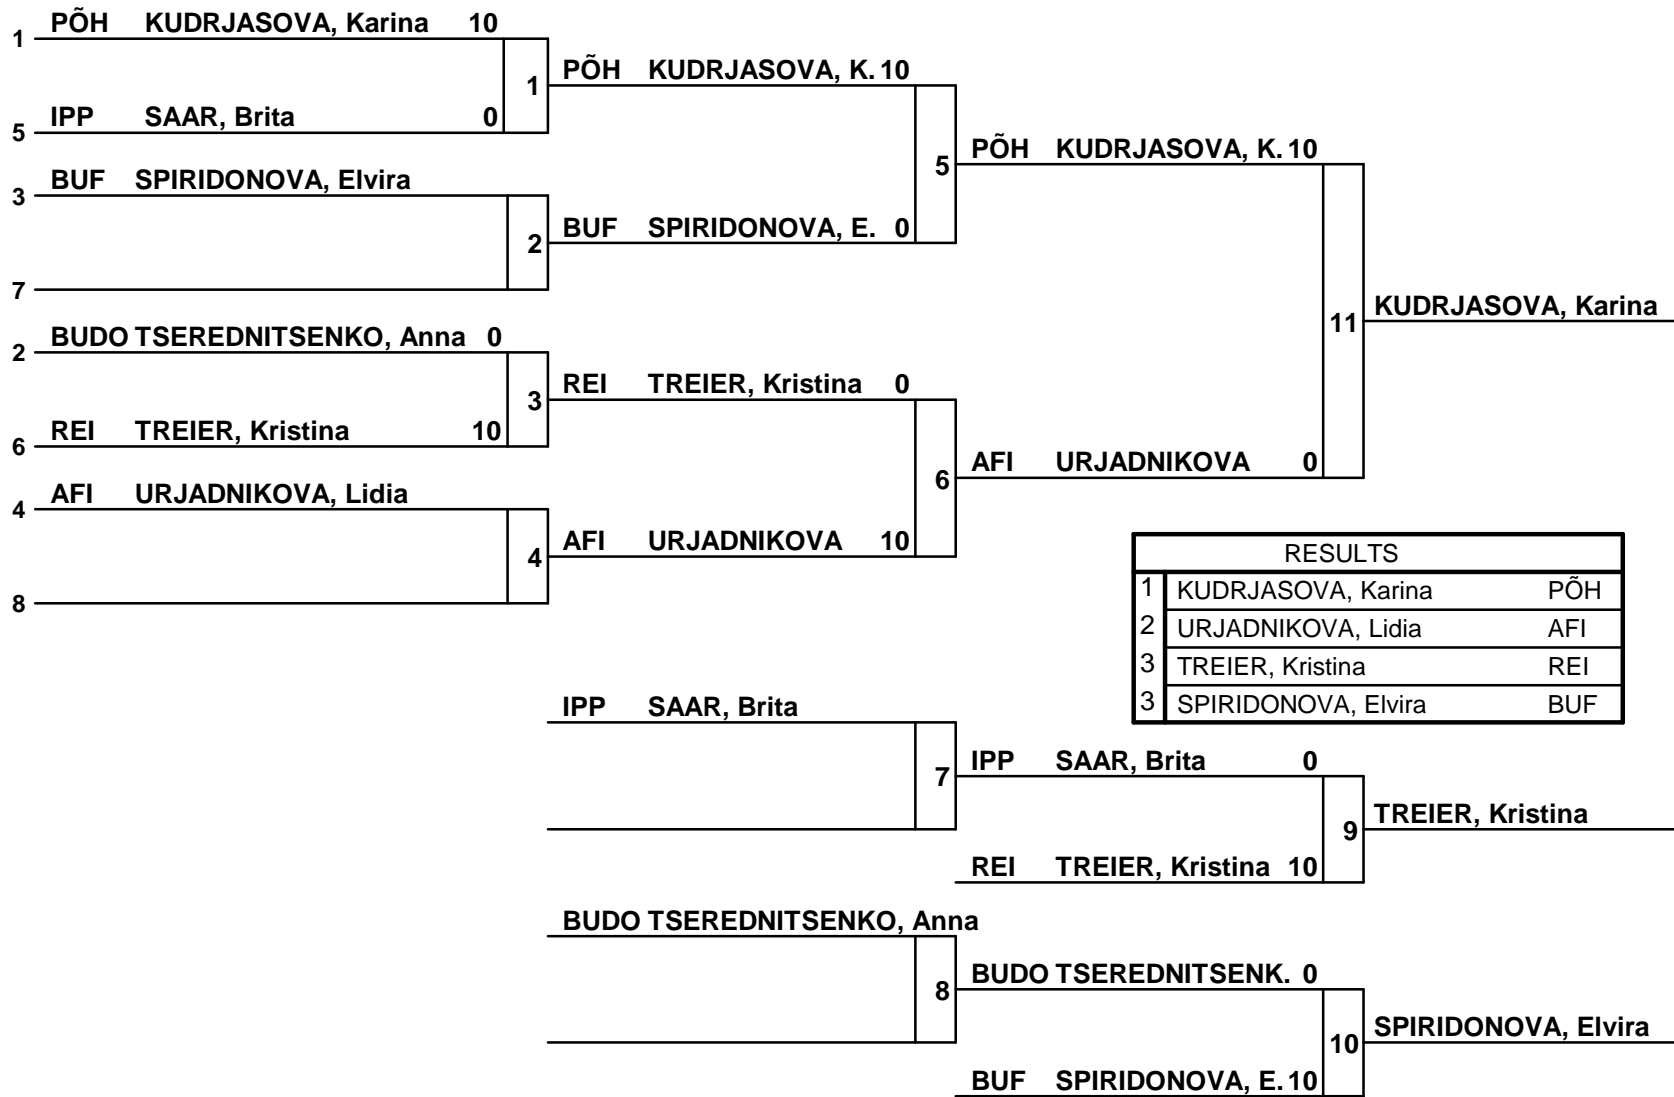 1 PÕH KUDRJASOVA, Karina 10
1
PÕH KUDRJASOVA, K. 10
5 IPP SAAR, Brita 0
5
PÕH KUDRJASOVA, K. 10
3 BUF SPIRIDONOVA, Elvira
2
BUF SPIRIDONOVA, E. 0
7
11
KUDRJASOVA, Karina
2 BUDO TSEREDNITSENKO, Anna 0
3
REI TREIER, Kristina 0
6 REI TREIER, Kristina 10
6
AFI URJADNIKOVA 0
4 AFI URJADNIKOVA, Lidia
4
AFI URJADNIKOVA 10
8
RESULTS
1 KUDRJASOVA, Karina PÕH
2 URJADNIKOVA, Lidia AFI
3 TREIER, Kristina REI
3 SPIRIDONOVA, Elvira BUF
IPP SAAR, Brita
7
IPP SAAR, Brita 0
9
TREIER, Kristina
REI TREIER, Kristina 10
BUDO TSEREDNITSENKO, Anna
8
BUDO TSEREDNITSENK. 0
10
SPIRIDONOVA, Elvira
BUF SPIRIDONOVA, E. 10